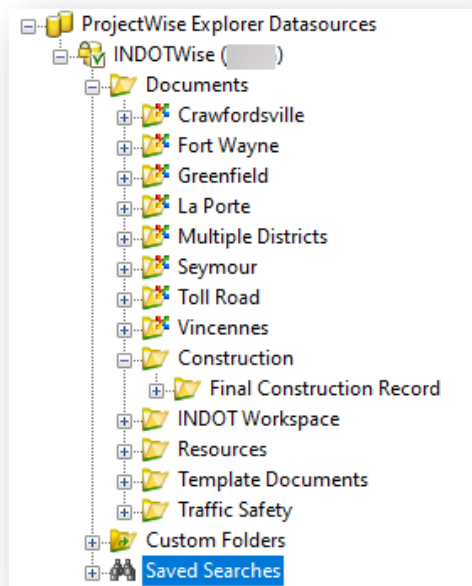 ProjectWise Explorer Datasources
INDOTWise ( )
Documents
Crawfordsville
Fort Wayne
Greenfield
La Porte
Multiple Districts
Seymour
Toll Road
Vincennes
Construction
Final Construction Record
INDOT Workspace
Resources
Template Documents
Traffic Safety
Custom Folders
Saved Searches